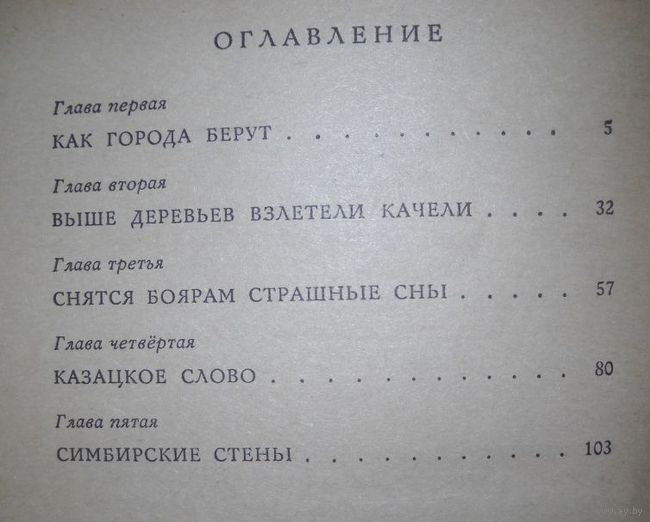 ОГЛАВЛЕНИЕ
Глава первая
КАК ГОРОДА БЕРУТ . . . . . . . . . . . 5
Глава вторая
ВЫШЕ ДЕРЕВЬЕВ ВЗЛЕТЕЛИ КАЧЕЛИ . . . . 32
Глава третья
СНЯТСЯ БОЯРАМ СТРАШНЫЕ СНЫ . . . . . 57
Глава четвёртая
КАЗАЦКОЕ СЛОВО . . . . . . . . . . . . 80
Глава пятая
СИМБИРСКИЕ СТЕНЫ . . . . . . . . . . . 103